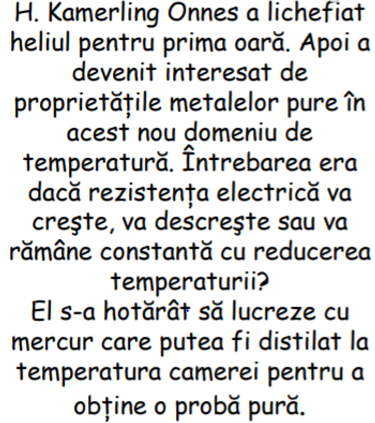 H. Kamerling Onnes a lichefiat
heliul pentru prima oară. Apoi a
devenit interesat de
proprietățile metalelor pure în
acest nou domeniu de
temperatură. Întrebarea era
dacă rezistența electrică va
creşte, va descreşte sau va
rămâne constantă cu reducerea
temperaturii?
El s-a hotărât să lucreze cu
mercur care putea fi distilat la
temperatura camerei pentru a
obține o probă pură.